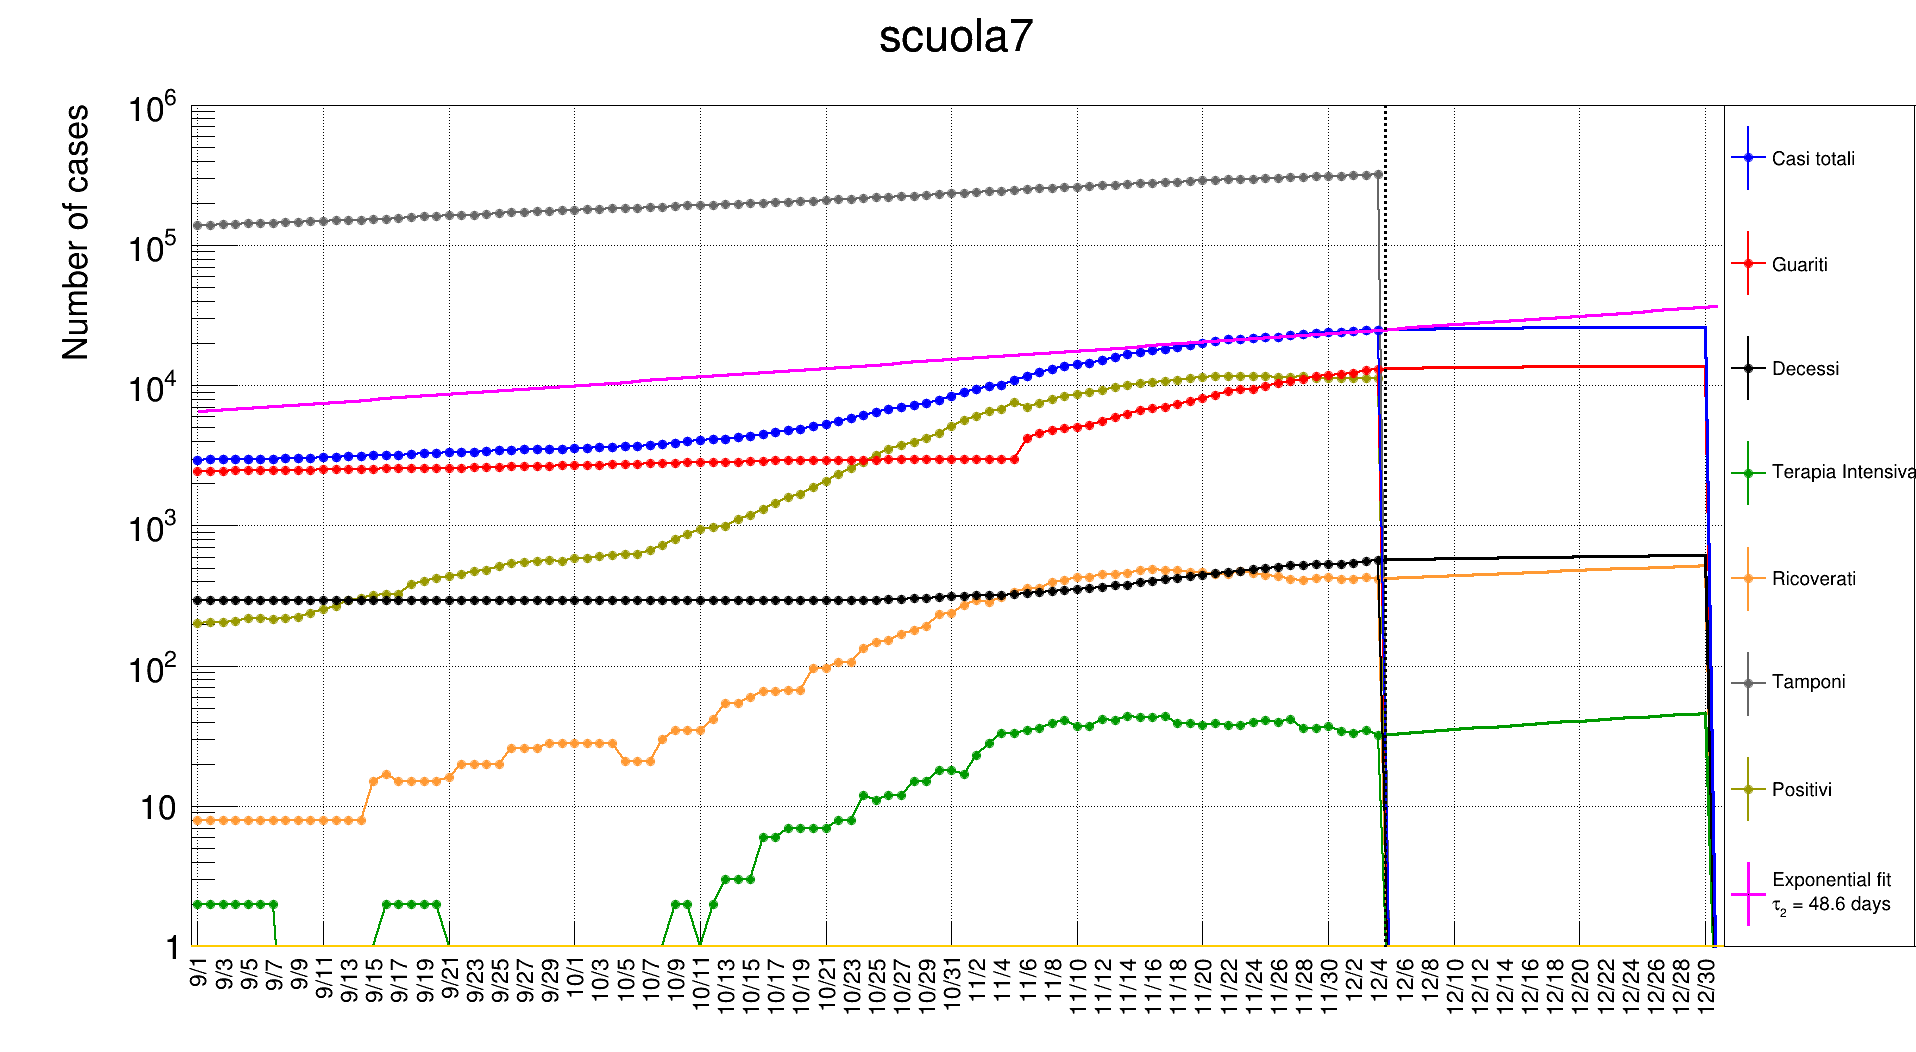 scuola7
Number of cases
10^6
10^5
10^4
10^3
10^2
10
1
9/1 9/3 9/5 9/7 9/9 9/11 9/13 9/15 9/17 9/19 9/21 9/23 9/25 9/27 9/29 10/1 10/3 10/5 10/7 10/9 10/11 10/13 10/15 10/17 10/19 10/21 10/23 10/25 10/27 10/29 10/31 11/2 11/4 11/6 11/8 11/10 11/12 11/14 11/16 11/18 11/20 11/22 11/24 11/26 11/28 11/30 12/2 12/4 12/6 12/8 12/10 12/12 12/14 12/16 12/18 12/20 12/22 12/24 12/26 12/28 12/30
Casi totali
Guariti
Decessi
Terapia Intensiva
Ricoverati
Tamponi
Positivi
Exponential fit
τ₂ = 48.6 days